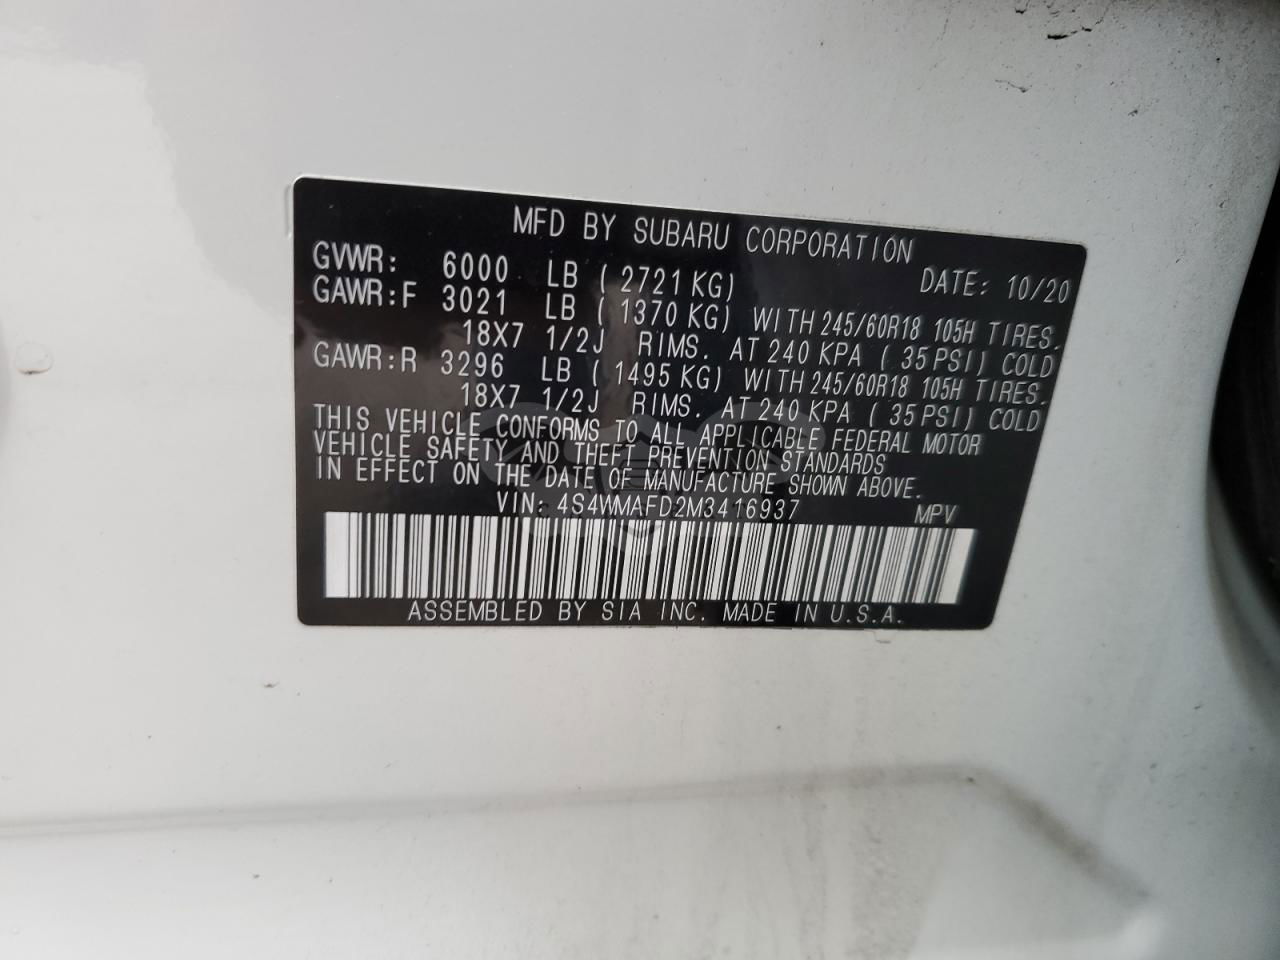 MFD BY SUBARU CORPORATION
GVWR: 6000 LB ( 2721 KG) DATE: 10/20
GAWR:F 3021 LB ( 1370 KG) WITH 245/60R18 105H TIRES.
18X7 1/2J RIMS. AT 240 KPA ( 35 PSI) COLD
GAWR:R 3296 LB ( 1495 KG) WITH 245/60R18 105H TIRES.
18X7 1/2J RIMS. AT 240 KPA ( 35 PSI) COLD
THIS VEHICLE CONFORMS TO ALL APPLICABLE FEDERAL MOTOR
VEHICLE SAFETY AND THEFT PREVENTION STANDARDS
IN EFFECT ON THE DATE OF MANUFACTURE SHOWN ABOVE.
VIN: 4S4WMAFD2M3416937 MPV
ASSEMBLED BY SIA INC. MADE IN U.S.A.